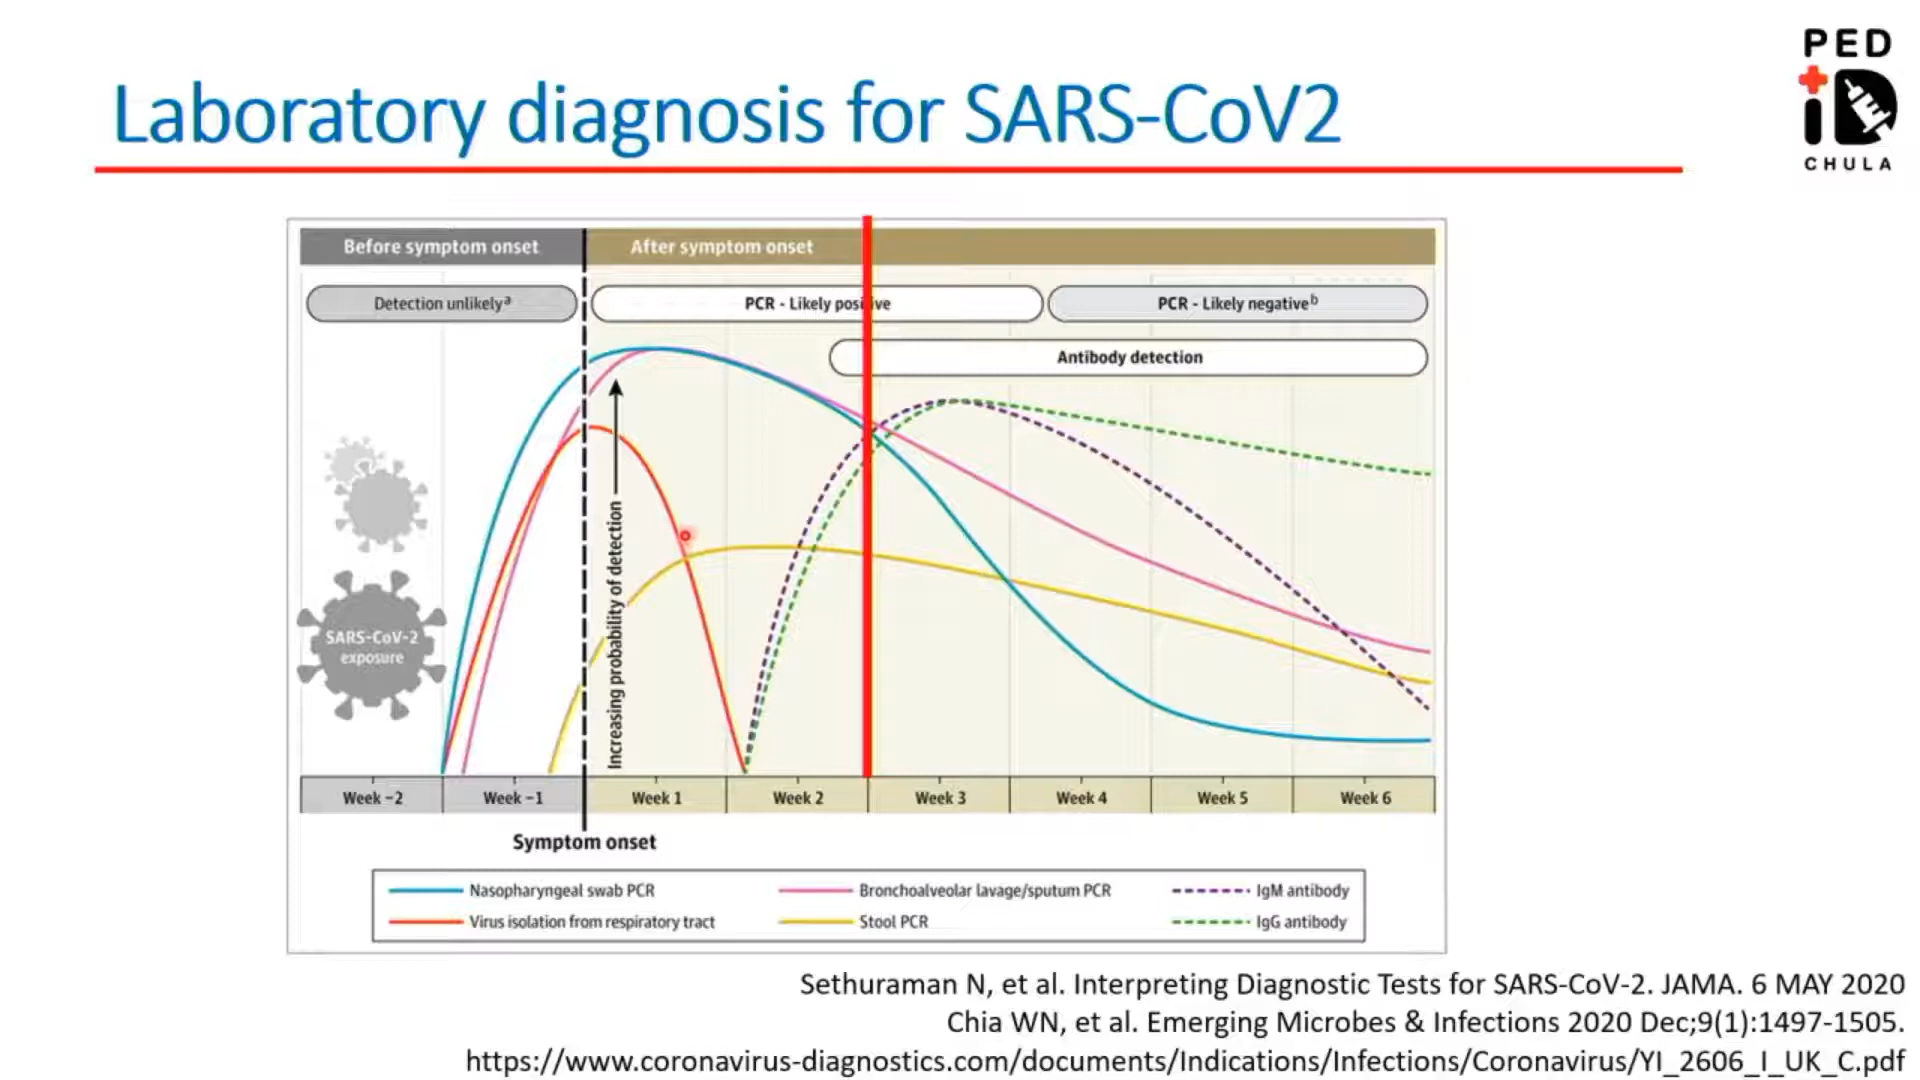 PED
iD
CHULA
Laboratory diagnosis for SARS-CoV2
Before symptom onset
After symptom onset
Detection unlikelyᵃ
PCR - Likely positive
PCR - Likely negativeᵇ
Antibody detection
Increasing probability of detection
SARS-CoV-2
exposure
Week −2
Week −1
Week 1
Week 2
Week 3
Week 4
Week 5
Week 6
Symptom onset
Nasopharyngeal swab PCR
Bronchoalveolar lavage/sputum PCR
IgM antibody
Virus isolation from respiratory tract
Stool PCR
IgG antibody
Sethuraman N, et al. Interpreting Diagnostic Tests for SARS-CoV-2. JAMA. 6 MAY 2020
Chia WN, et al. Emerging Microbes & Infections 2020 Dec;9(1):1497-1505.
https://www.coronavirus-diagnostics.com/documents/Indications/Infections/Coronavirus/YI_2606_I_UK_C.pdf